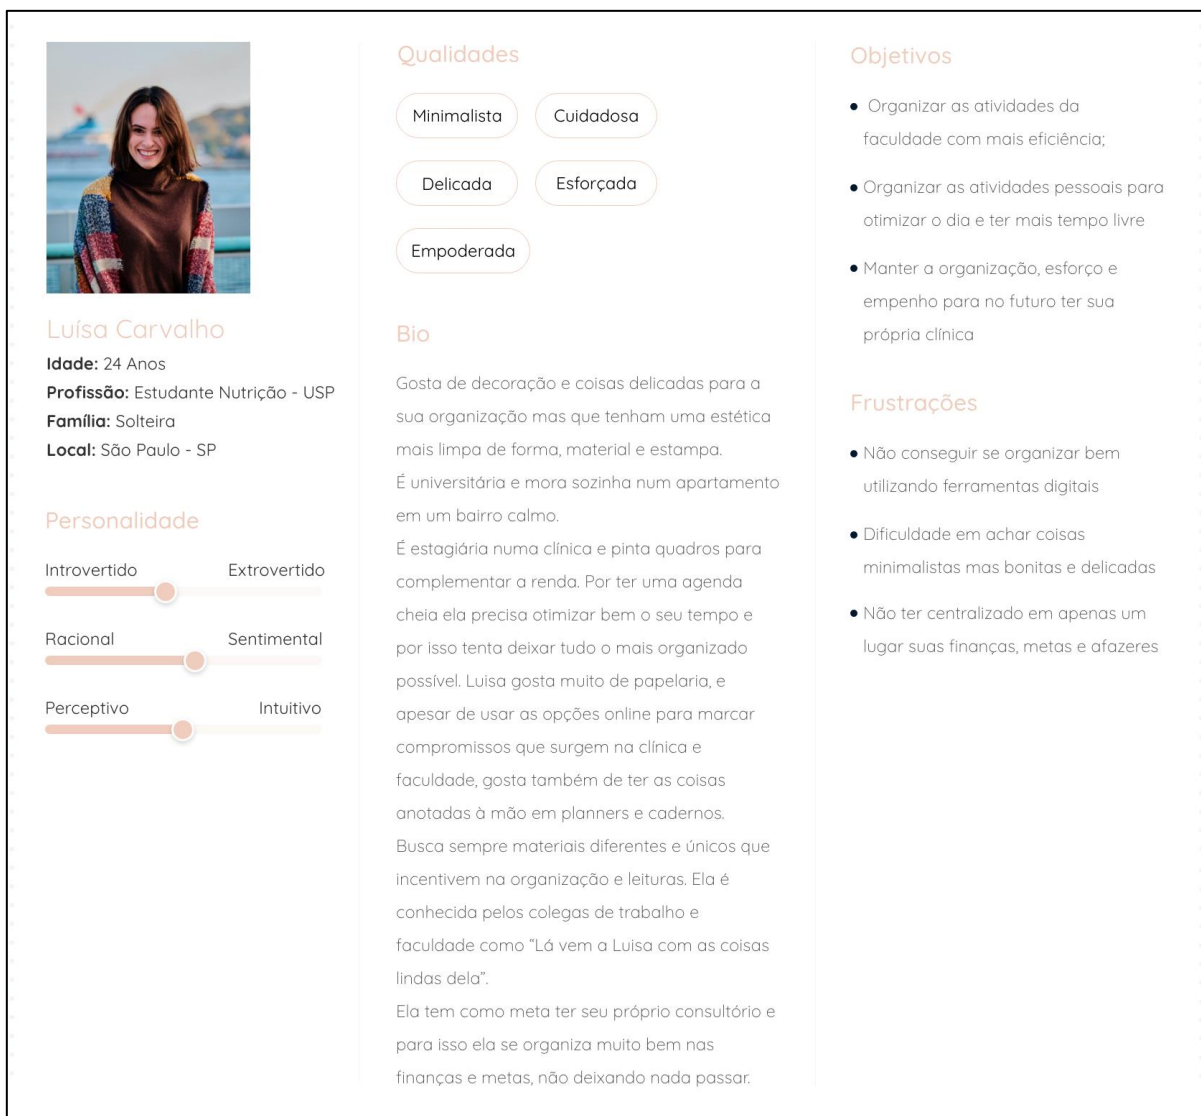 Luísa Carvalho
Idade: 24 Anos
Profissão: Estudante Nutrição - USP
Família: Solteira
Local: São Paulo - SP
Personalidade
Introvertido Extrovertido
Racional Sentimental
Perceptivo Intuitivo
Qualidades
Minimalista Cuidadosa
Delicada Esforçada
Empoderada
Bio
Gosta de decoração e coisas delicadas para a
sua organização mas que tenham uma estética
mais limpa de forma, material e estampa.
É universitária e mora sozinha num apartamento
em um bairro calmo.
É estagiária numa clínica e pinta quadros para
complementar a renda. Por ter uma agenda
cheia ela precisa otimizar bem o seu tempo e
por isso tenta deixar tudo o mais organizado
possível. Luisa gosta muito de papelaria, e
apesar de usar as opções online para marcar
compromissos que surgem na clínica e
faculdade, gosta também de ter as coisas
anotadas à mão em planners e cadernos.
Busca sempre materiais diferentes e únicos que
incentivem na organização e leituras. Ela é
conhecida pelos colegas de trabalho e
faculdade como “Lá vem a Luisa com as coisas
lindas dela”.
Ela tem como meta ter seu próprio consultório e
para isso ela se organiza muito bem nas
finanças e metas, não deixando nada passar.
Objetivos
• Organizar as atividades da
faculdade com mais eficiência;
• Organizar as atividades pessoais para
otimizar o dia e ter mais tempo livre
• Manter a organização, esforço e
empenho para no futuro ter sua
própria clínica
Frustrações
• Não conseguir se organizar bem
utilizando ferramentas digitais
• Dificuldade em achar coisas
minimalistas mas bonitas e delicadas
• Não ter centralizado em apenas um
lugar suas finanças, metas e afazeres